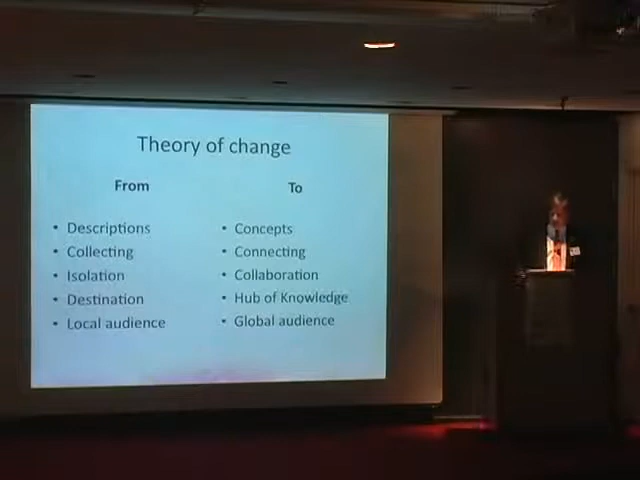 Theory of change
From To
• Descriptions • Concepts
• Collecting • Connecting
• Isolation • Collaboration
• Destination • Hub of Knowledge
• Local audience • Global audience